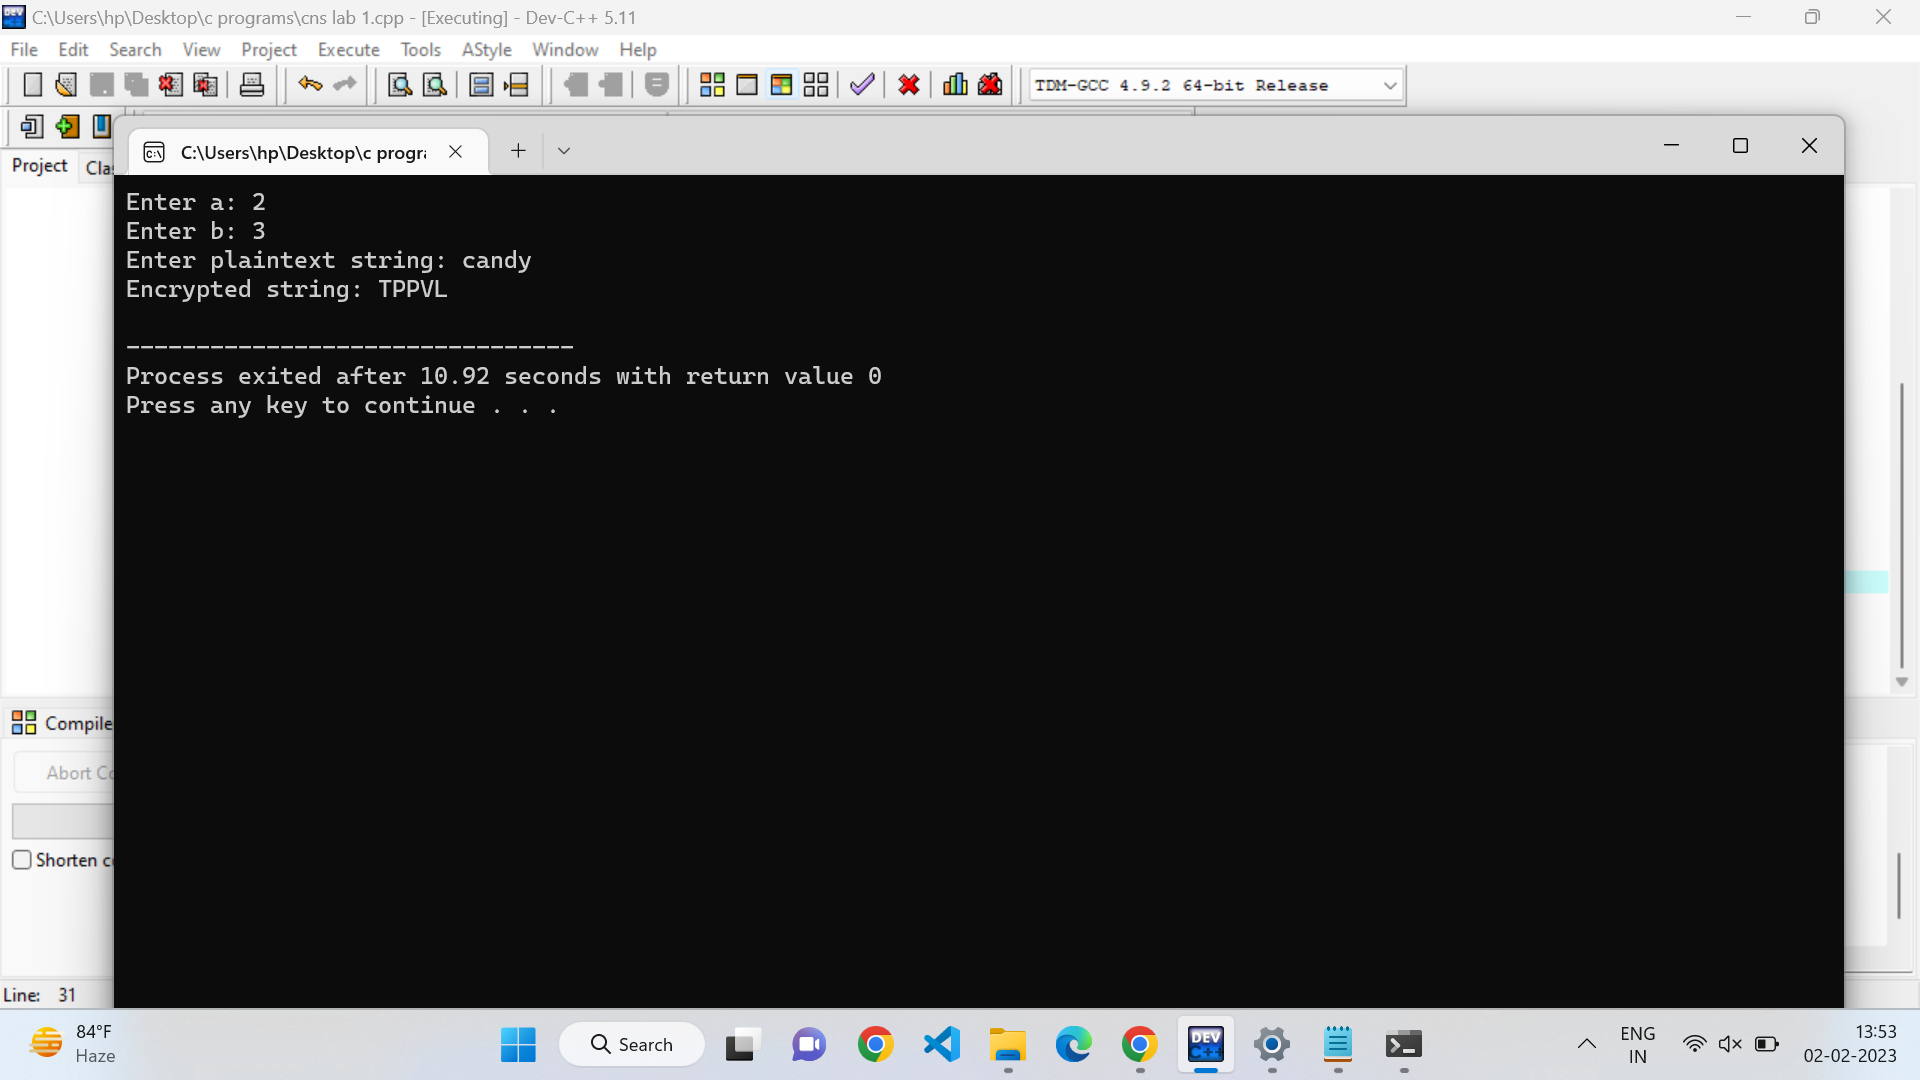 C:\Users\hp\Desktop\c programs\cns lab 1.cpp - [Executing] - Dev-C++ 5.11
File Edit Search View Project Execute Tools AStyle Window Help
TDM-GCC 4.9.2 64-bit Release
Project
C:\Users\hp\Desktop\c progra
Enter a: 2
Enter b: 3
Enter plaintext string: candy
Encrypted string: TPPVL
--------------------------------
Process exited after 10.92 seconds with return value 0
Press any key to continue . . .
Compile
Abort
Shorten
Line: 31
84°F
Haze
Search
DEV
C++
ENG
IN
13:53
02-02-2023